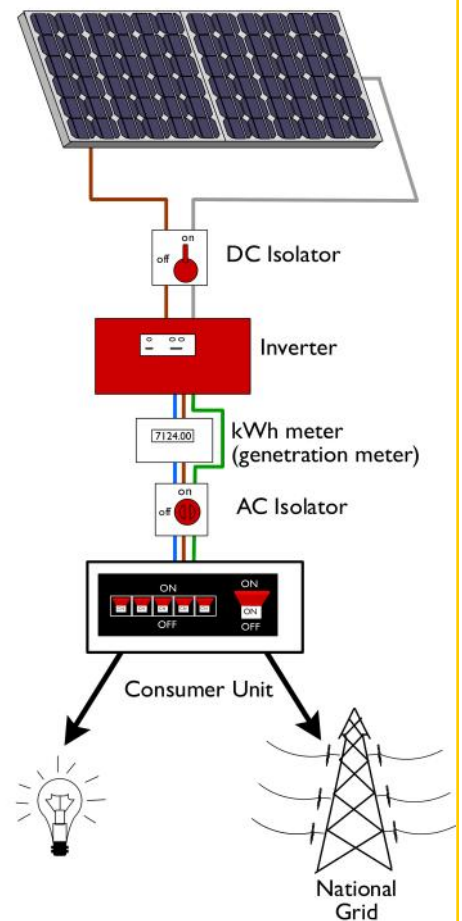 on
off
DC Isolator
Inverter
7124.00
kWh meter
(genetration meter)
on
off
AC Isolator
ON
ON
ON
OFF
OFF
Consumer Unit
National
Grid